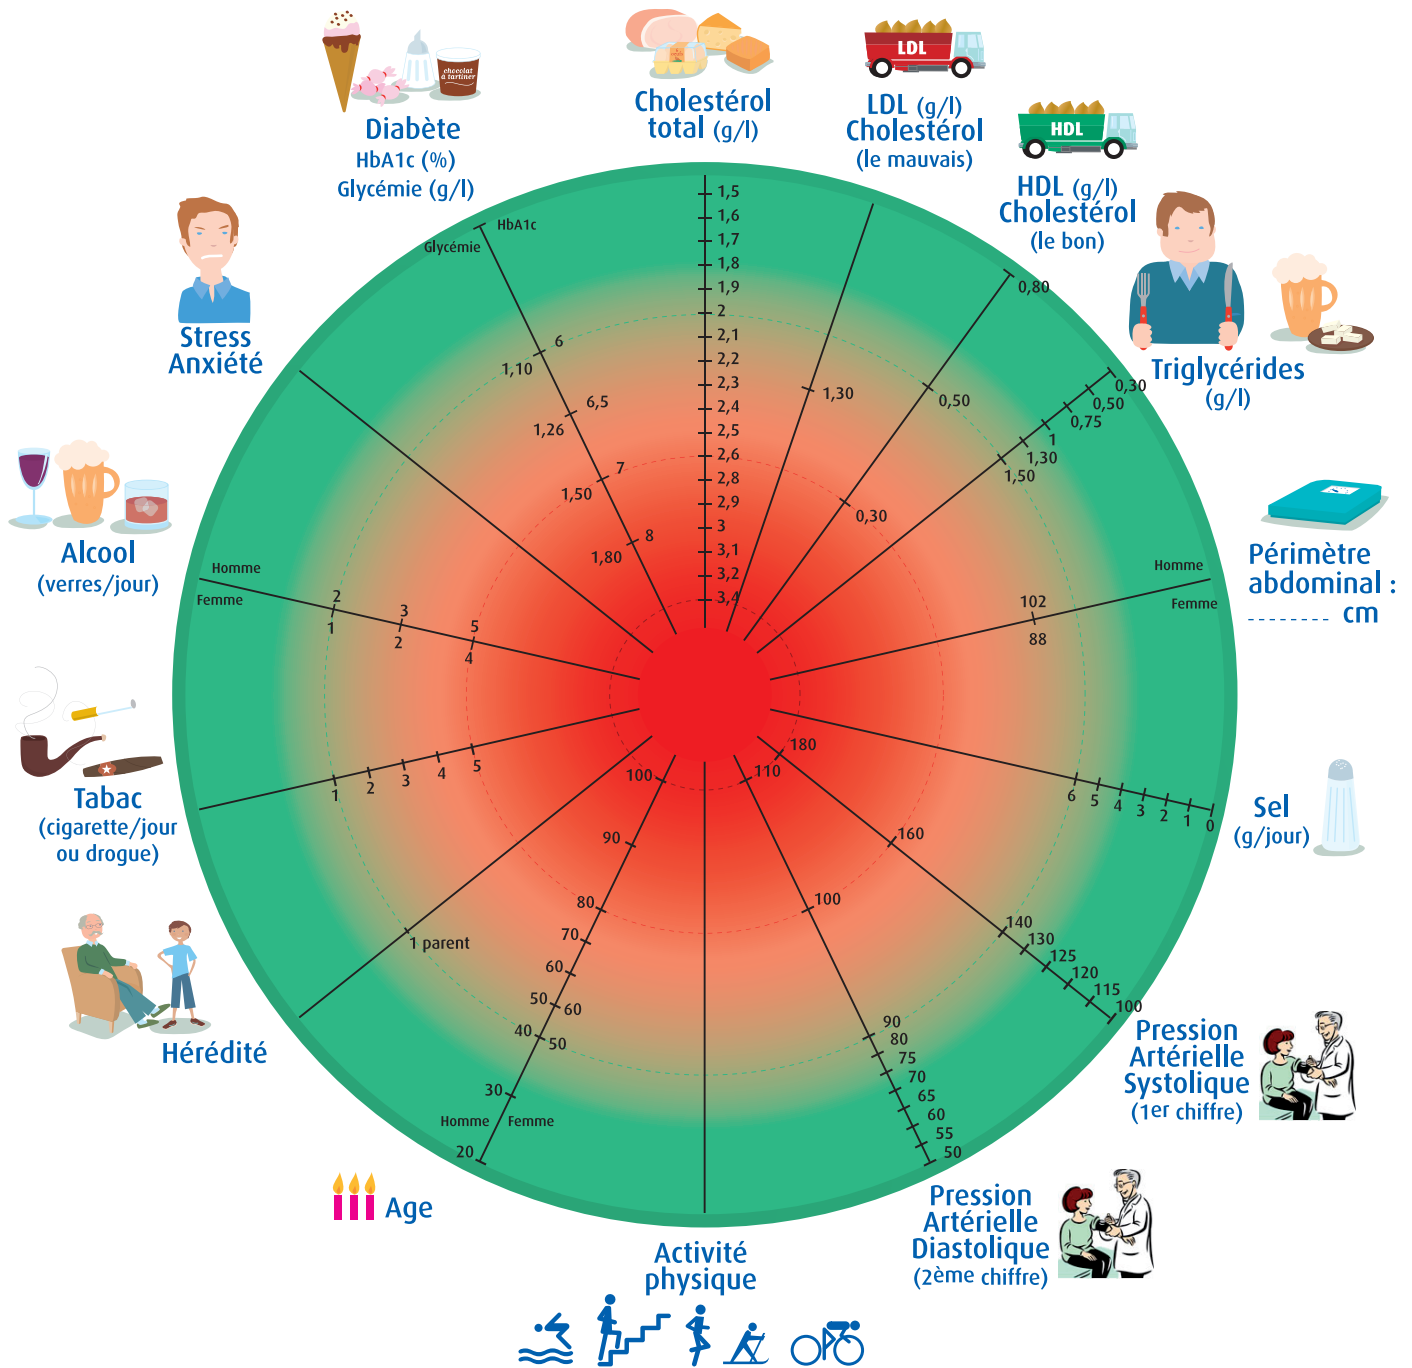 chocolat
à tartiner
Diabète
HbA1c (%)
Glycémie (g/l)
Cholestérol
total (g/l)
LDL
LDL (g/l)
Cholestérol
(le mauvais)
HDL
HDL (g/l)
Cholestérol
(le bon)
Triglycérides
(g/l)
Périmètre
abdominal :
-------- cm
Sel
(g/jour)
Pression
Artérielle
Systolique
(1er chiffre)
Pression
Artérielle
Diastolique
(2ème chiffre)
Activité
physique
Age
Hérédité
Tabac
(cigarette/jour
ou drogue)
Alcool
(verres/jour)
Stress
Anxiété
HbA1c
Glycémie
6
1,10
6,5
1,26
7
1,50
8
1,80
1,5
1,6
1,7
1,8
1,9
2
2,1
2,2
2,3
2,4
2,5
2,6
2,8
2,9
3
3,1
3,2
3,4
1,30
0,80
0,50
0,30
0,30
0,50
0,75
1
1,30
1,50
Homme
Femme
102
88
6
5
4
3
2
1
0
180
160
140
130
125
120
115
100
110
100
90
80
75
70
65
60
55
50
100
90
80
70
60
50
60
40
50
30
Homme
Femme
20
1 parent
1
2
3
4
5
Homme
Femme
2
1
3
2
5
4